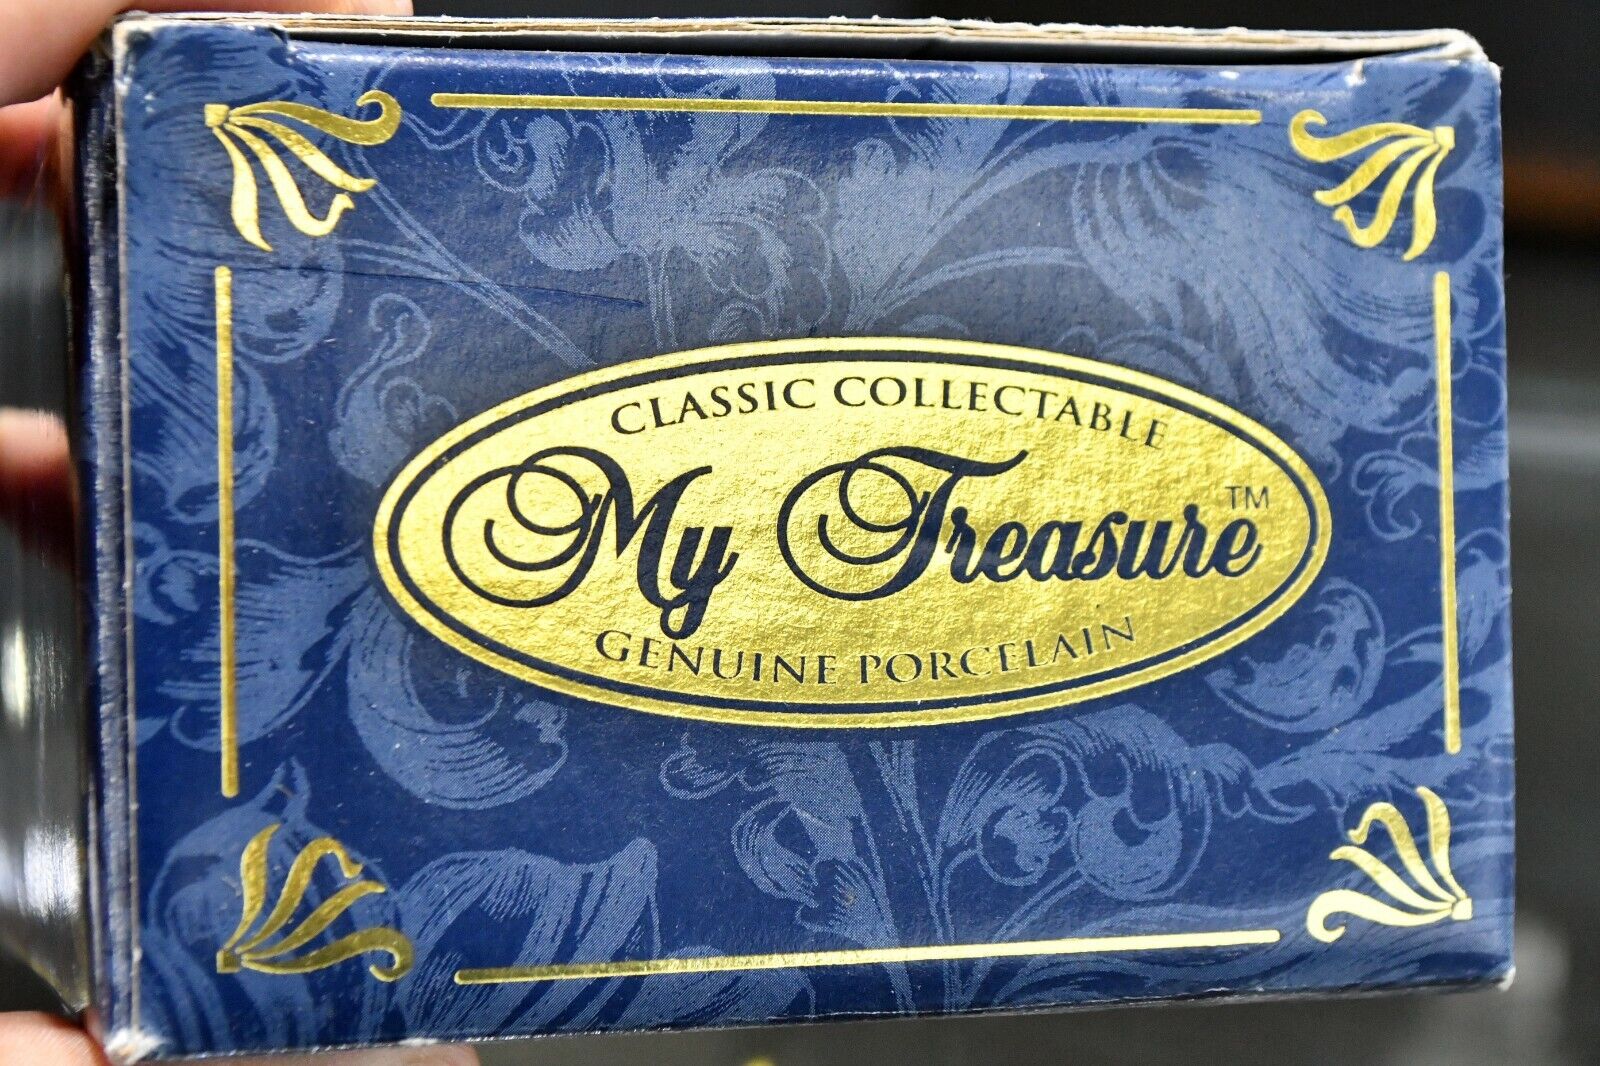 CLASSIC COLLECTABLE
My Treasure™
GENUINE PORCELAIN